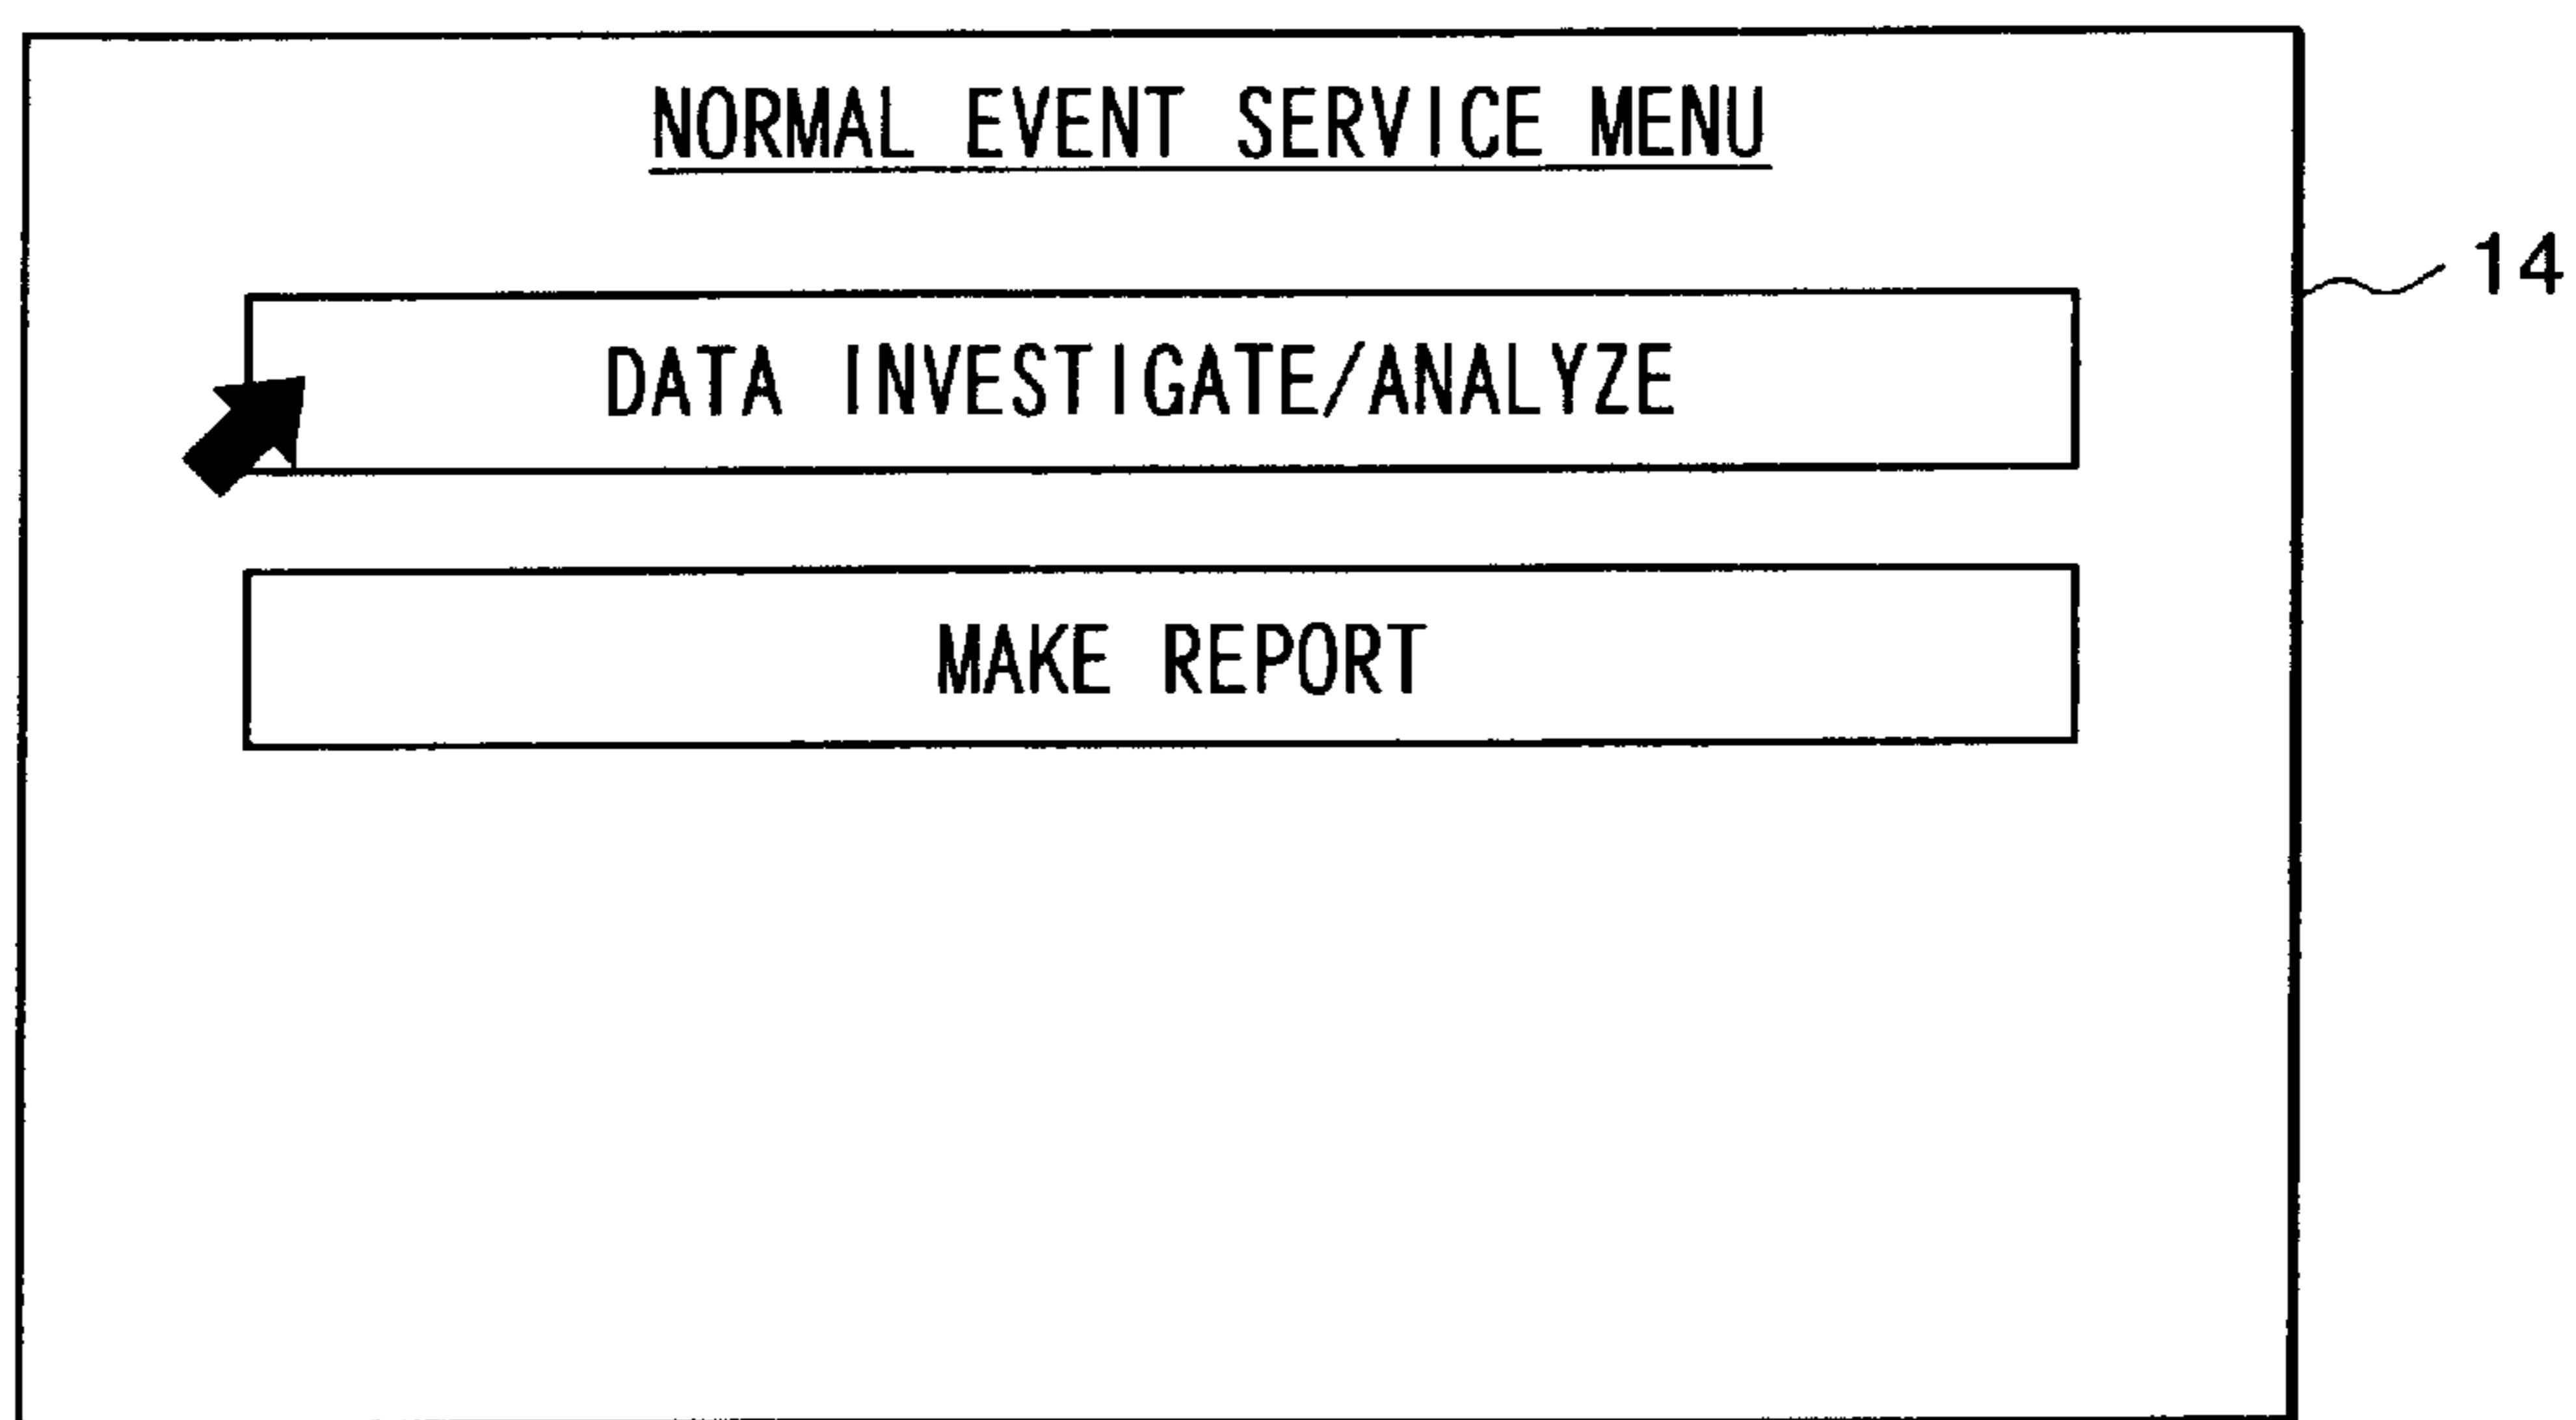 NORMAL EVENT SERVICE MENU
14
DATA INVESTIGATE/ANALYZE
MAKE REPORT